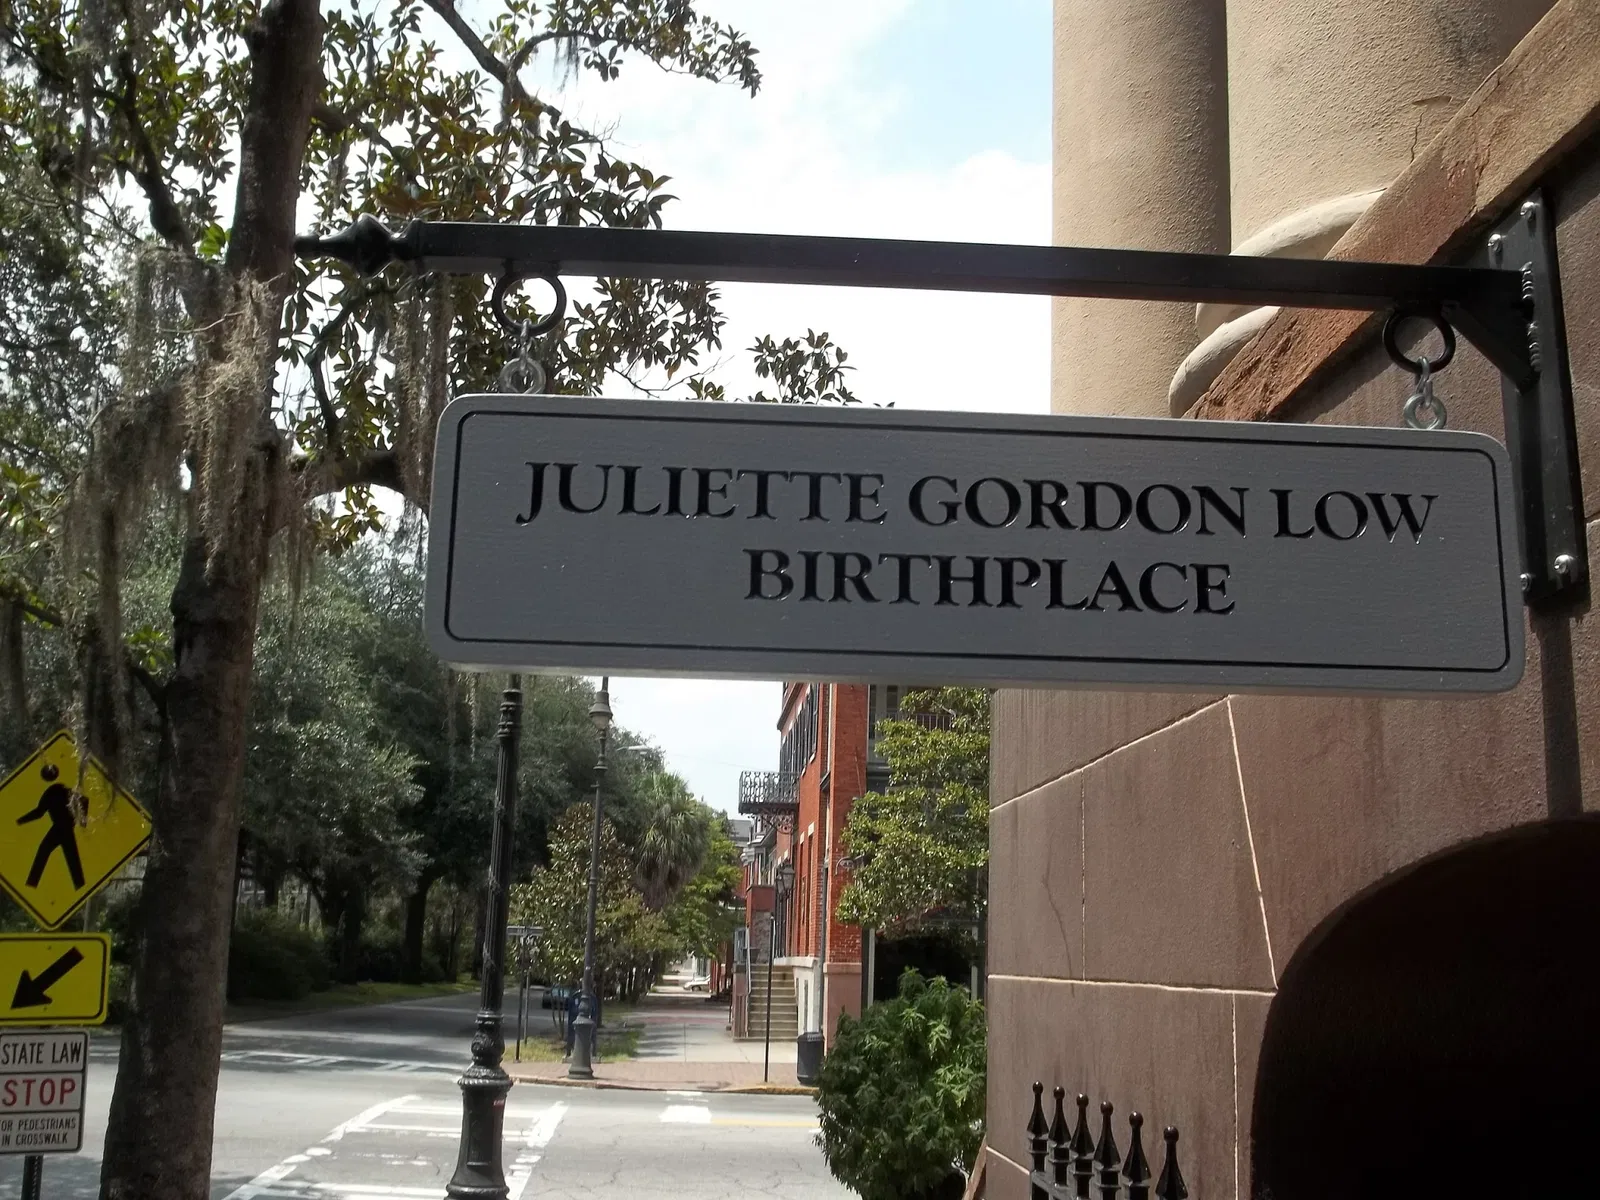 JULIETTE GORDON LOW
BIRTHPLACE
STATE LAW
STOP
FOR PEDESTRIANS
IN CROSSWALK